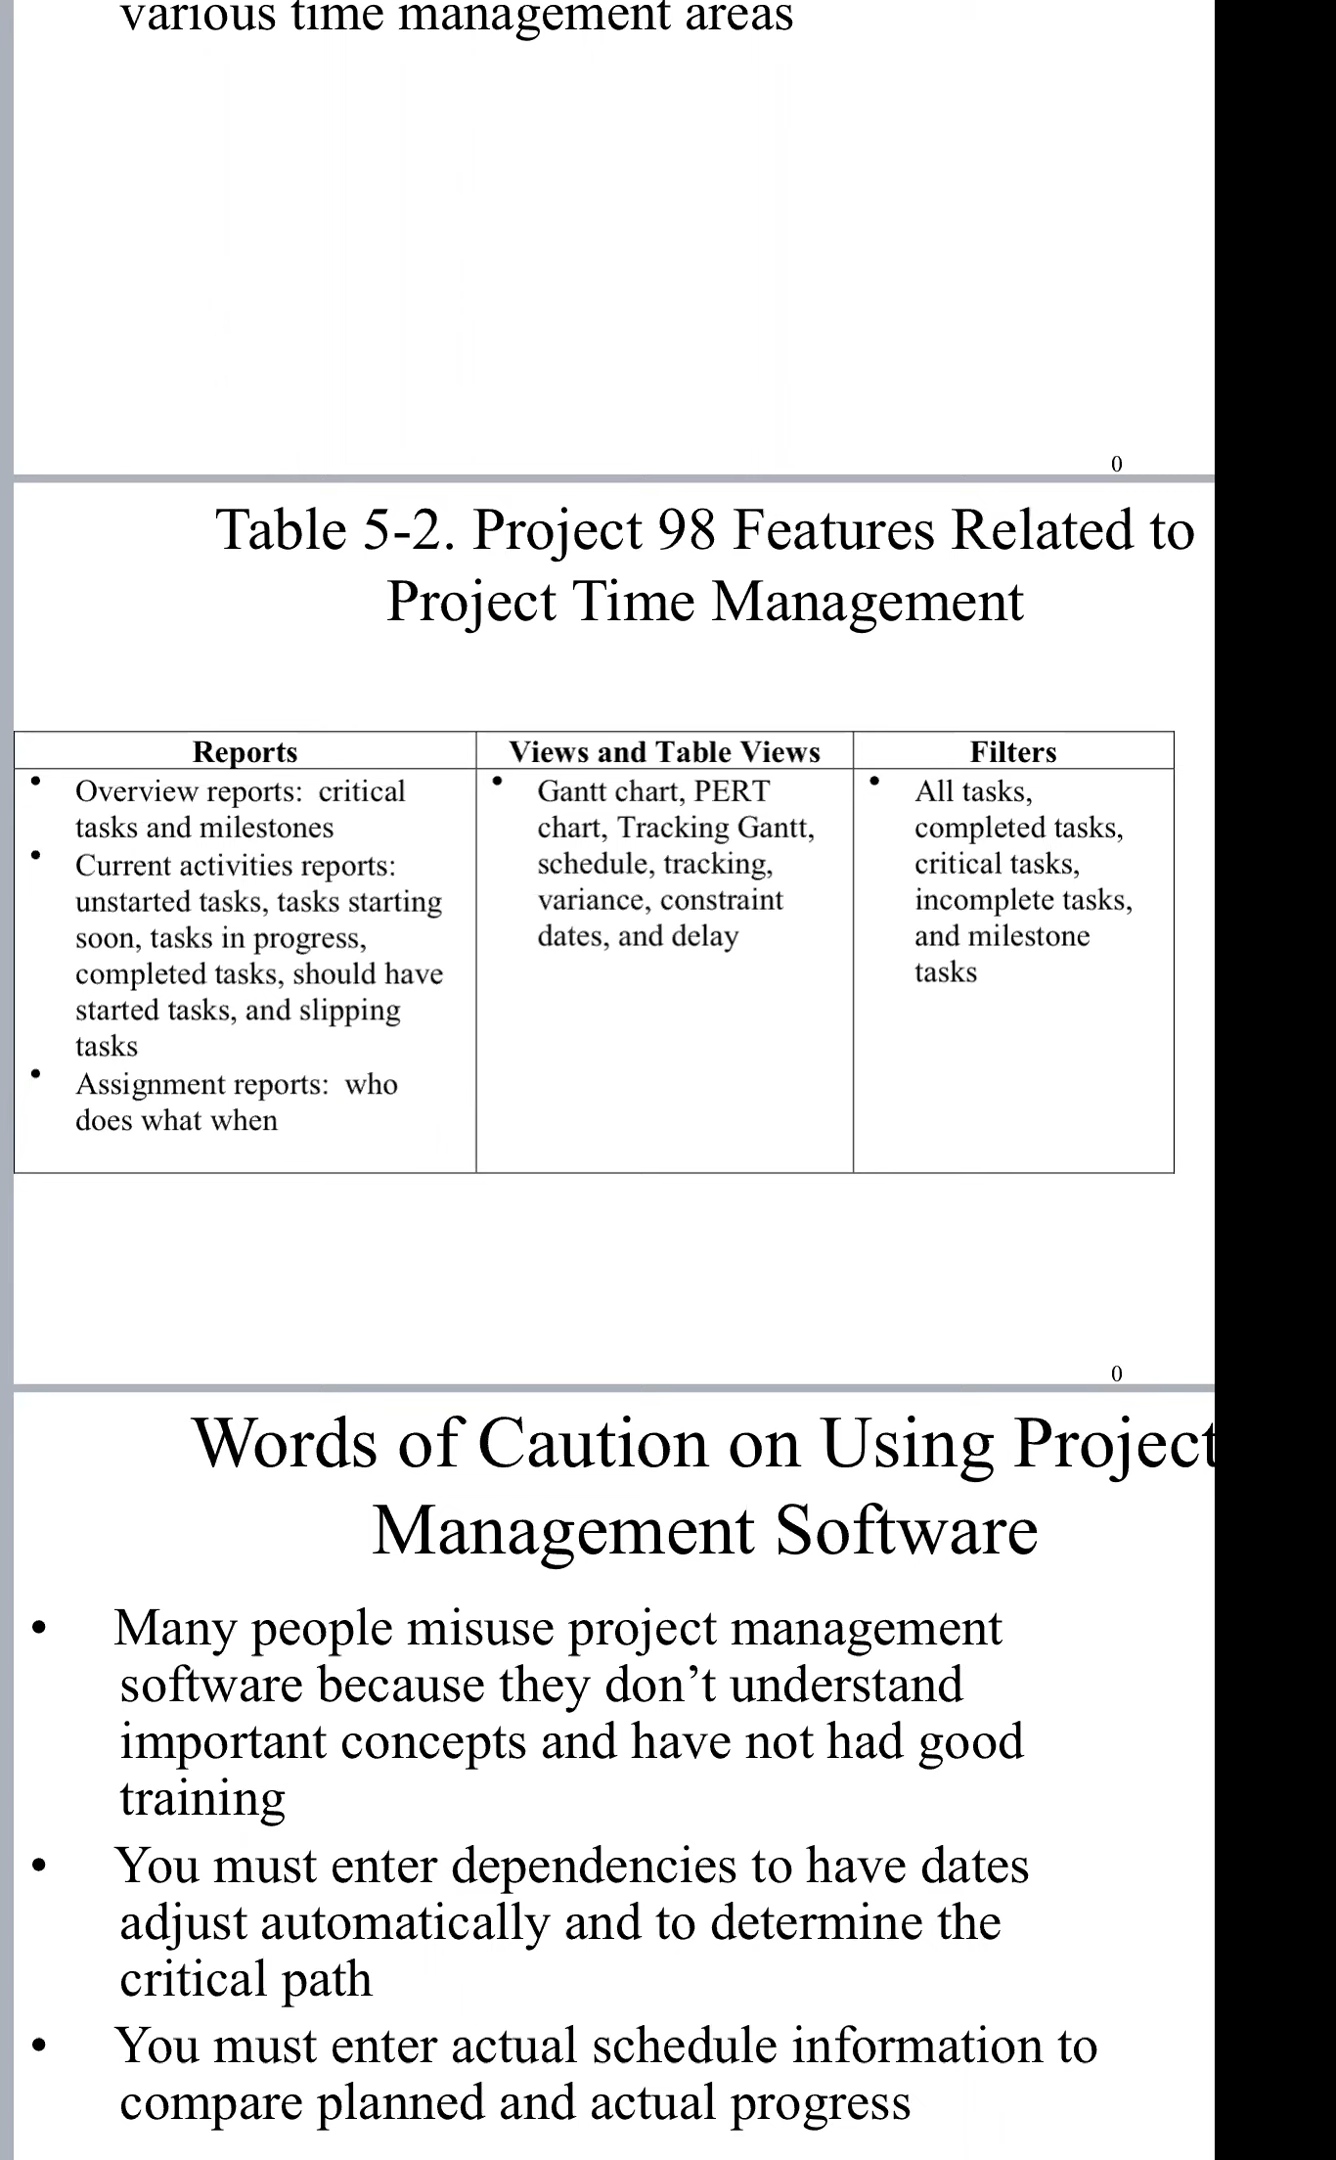 various time management areas
0
Table 5-2. Project 98 Features Related to
Project Time Management
Reports
Views and Table Views
Filters
• Overview reports:  critical
tasks and milestones
• Current activities reports:
unstarted tasks, tasks starting
soon, tasks in progress,
completed tasks, should have
started tasks, and slipping
tasks
• Assignment reports:  who
does what when
• Gantt chart, PERT
chart, Tracking Gantt,
schedule, tracking,
variance, constraint
dates, and delay
• All tasks,
completed tasks,
critical tasks,
incomplete tasks,
and milestone
tasks
0
Words of Caution on Using Project
Management Software
• Many people misuse project management
software because they don’t understand
important concepts and have not had good
training
• You must enter dependencies to have dates
adjust automatically and to determine the
critical path
• You must enter actual schedule information to
compare planned and actual progress